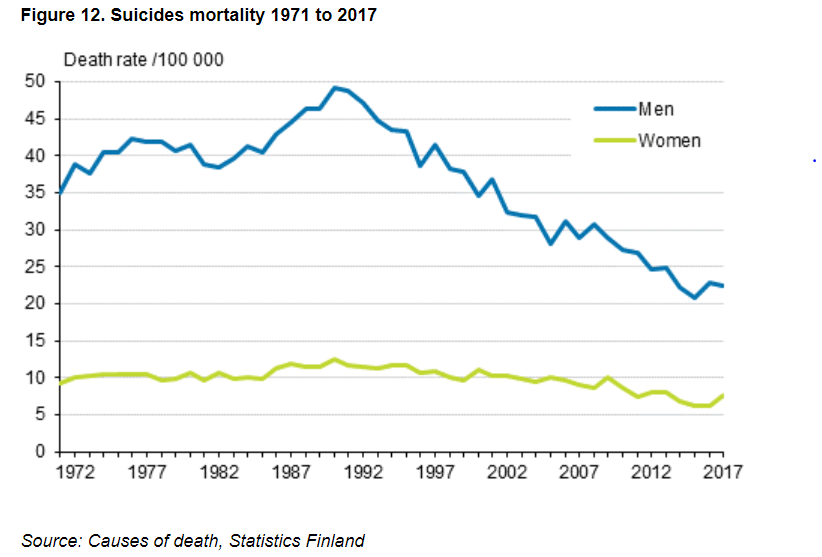 Figure 12. Suicides mortality 1971 to 2017
Death rate /100 000
50
Men
45
Women
40
35
30
25
20
15
10
5
0
1972 1977 1982 1987 1992 1997 2002 2007 2012 2017
Source: Causes of death, Statistics Finland